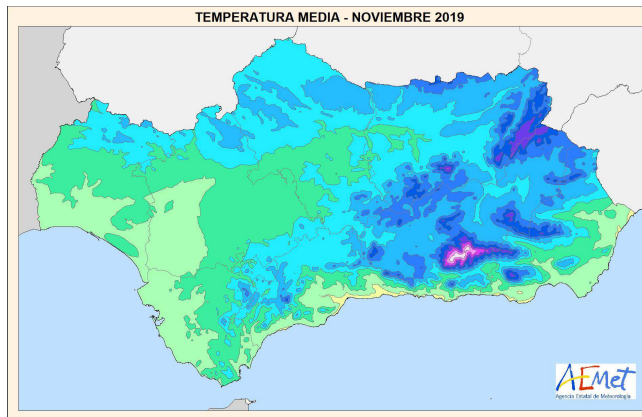 TEMPERATURA MEDIA - NOVIEMBRE 2019
AEMet
Agencia Estatal de Meteorología